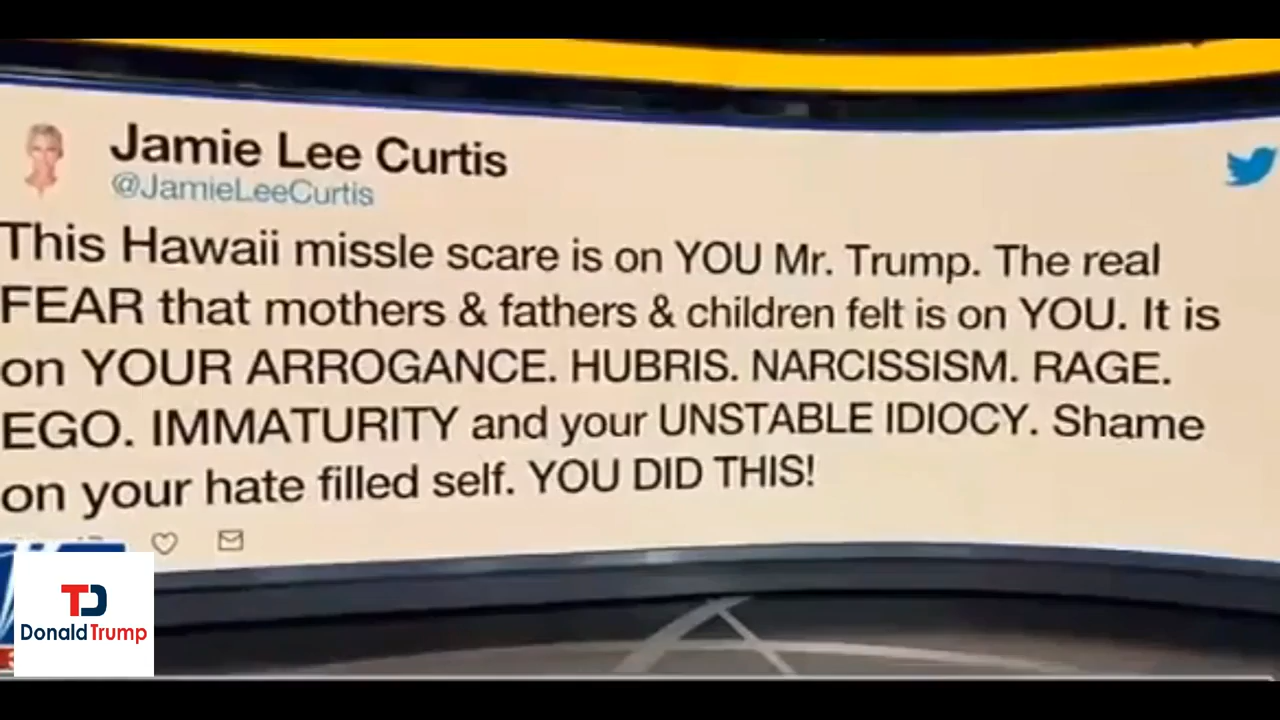 Jamie Lee Curtis
@JamieLeeCurtis
This Hawaii missle scare is on YOU Mr. Trump. The real
FEAR that mothers & fathers & children felt is on YOU. It is
on YOUR ARROGANCE. HUBRIS. NARCISSISM. RAGE.
EGO. IMMATURITY and your UNSTABLE IDIOCY. Shame
on your hate filled self. YOU DID THIS!
TD
Donald Trump